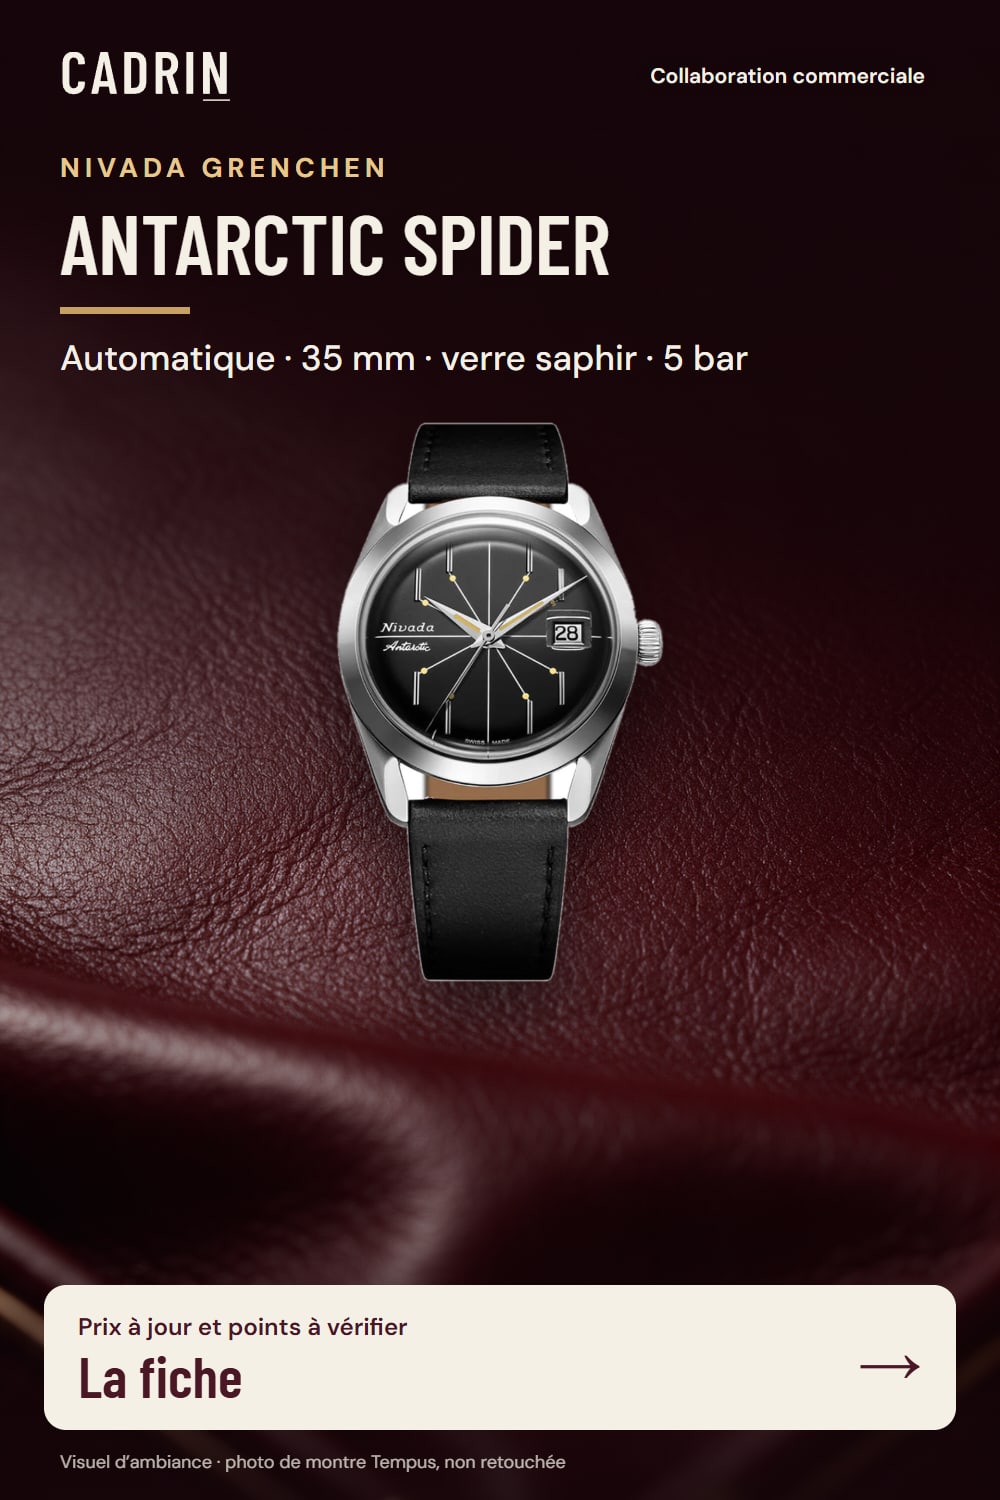 CADRIN
Collaboration commerciale
NIVADA GRENCHEN
ANTARCTIC SPIDER
Automatique · 35 mm · verre saphir · 5 bar
Nivada
Antarctic
28
SWISS MADE
Prix à jour et points à vérifier
La fiche
Visuel d’ambiance · photo de montre Tempus, non retouchée